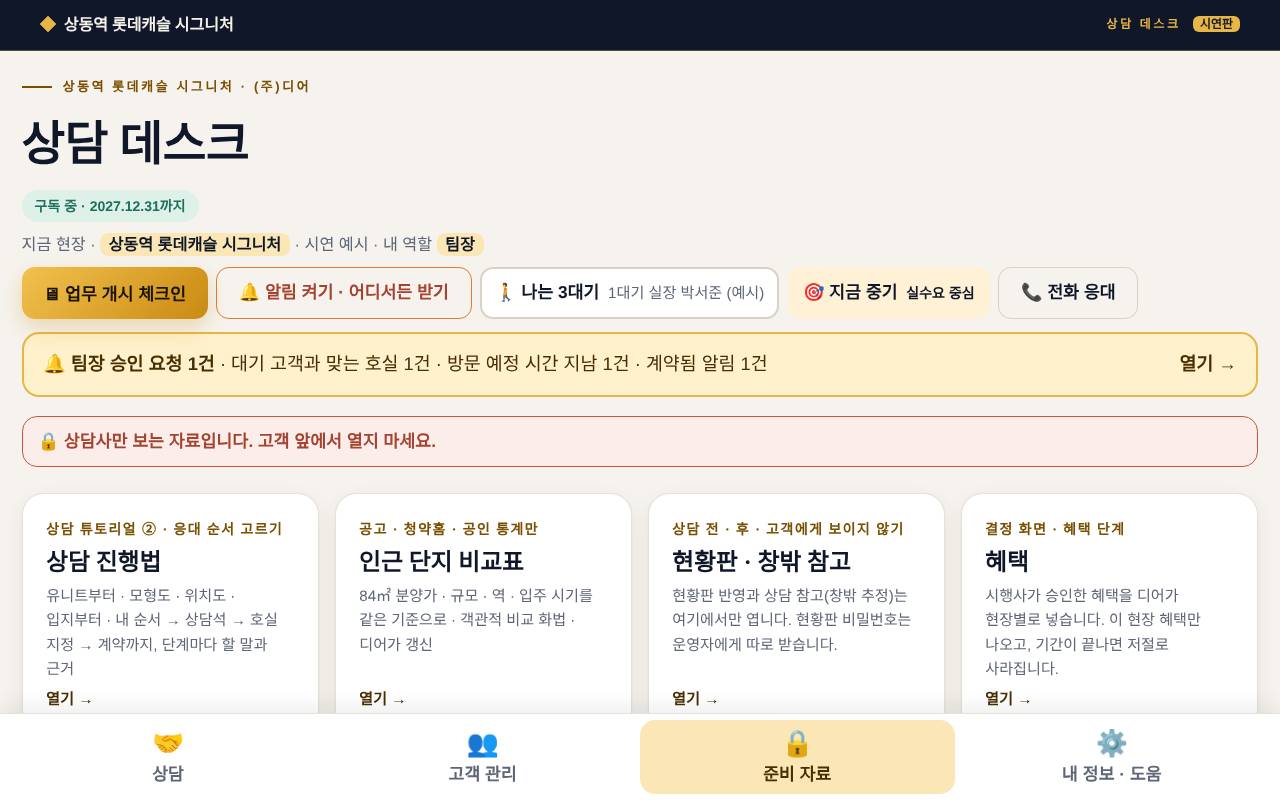 상동역 롯데캐슬 시그니처
상담 데스크 시연판
상동역 롯데캐슬 시그니처 · (주)디어
상담 데스크
구독 중 · 2027.12.31까지
지금 현장 · 상동역 롯데캐슬 시그니처 · 시연 예시 · 내 역할 팀장
🖥 업무 개시 체크인
🔔 알림 켜기 · 어디서든 받기
🚶 나는 3대기 1대기 실장 박서준 (예시)
🎯 지금 중기 실수요 중심
📞 전화 응대
🔔 팀장 승인 요청 1건 · 대기 고객과 맞는 호실 1건 · 방문 예정 시간 지남 1건 · 계약됨 알림 1건 열기 →
🔒 상담사만 보는 자료입니다. 고객 앞에서 열지 마세요.
상담 튜토리얼 ② · 응대 순서 고르기
상담 진행법
유니트부터 · 모형도 · 위치도 ·
입지부터 · 내 순서 → 상담석 → 호실
지정 → 계약까지, 단계마다 할 말과
근거
열기 →
공고 · 청약홈 · 공인 통계만
인근 단지 비교표
84㎡ 분양가 · 규모 · 역 · 입주 시기를
같은 기준으로 · 객관적 비교 화법 ·
디어가 갱신
열기 →
상담 전 · 후 · 고객에게 보이지 않기
현황판 · 창밖 참고
현황판 반영과 상담 참고(창밖 추정)는
여기에서만 엽니다. 현황판 비밀번호는
운영자에게 따로 받습니다.
열기 →
결정 화면 · 혜택 단계
혜택
시행사가 승인한 혜택을 디어가
현장별로 넣습니다. 이 현장 혜택만
나오고, 기간이 끝나면 저절로
사라집니다.
열기 →
상담
고객 관리
준비 자료
내 정보 · 도움